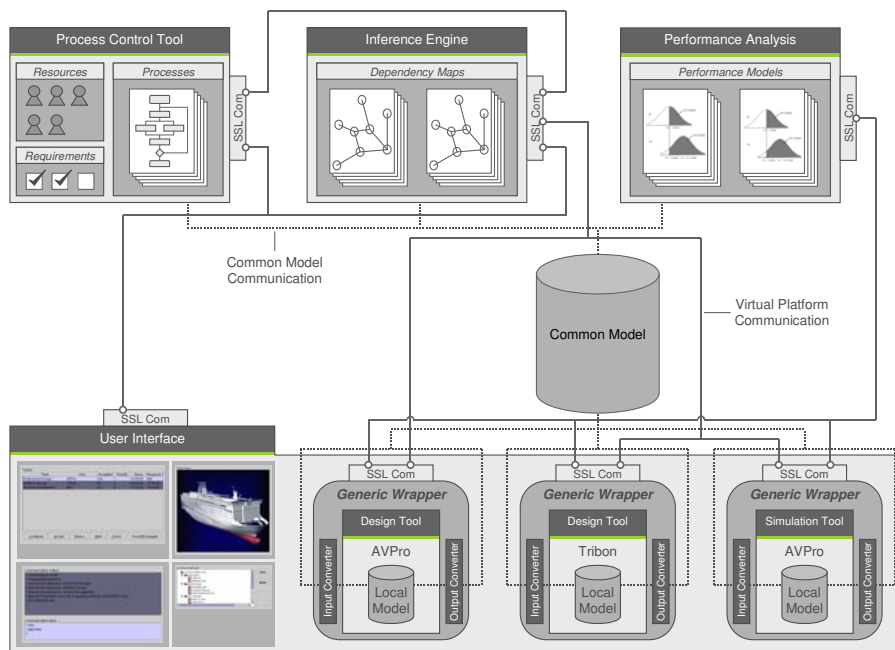 Process Control Tool
Resources
Processes
Requirements
SSL Com
Inference Engine
Dependency Maps
SSL Com
Performance Analysis
Performance Models
SSL Com
Common Model
Communication
Common Model
Virtual Platform
Communication
SSL Com
User Interface
SSL Com
Generic Wrapper
Design Tool
AVPro
Input Converter
Local
Model
Output Converter
SSL Com
Generic Wrapper
Design Tool
Tribon
Input Converter
Local
Model
Output Converter
SSL Com
Generic Wrapper
Simulation Tool
AVPro
Input Converter
Local
Model
Output Converter